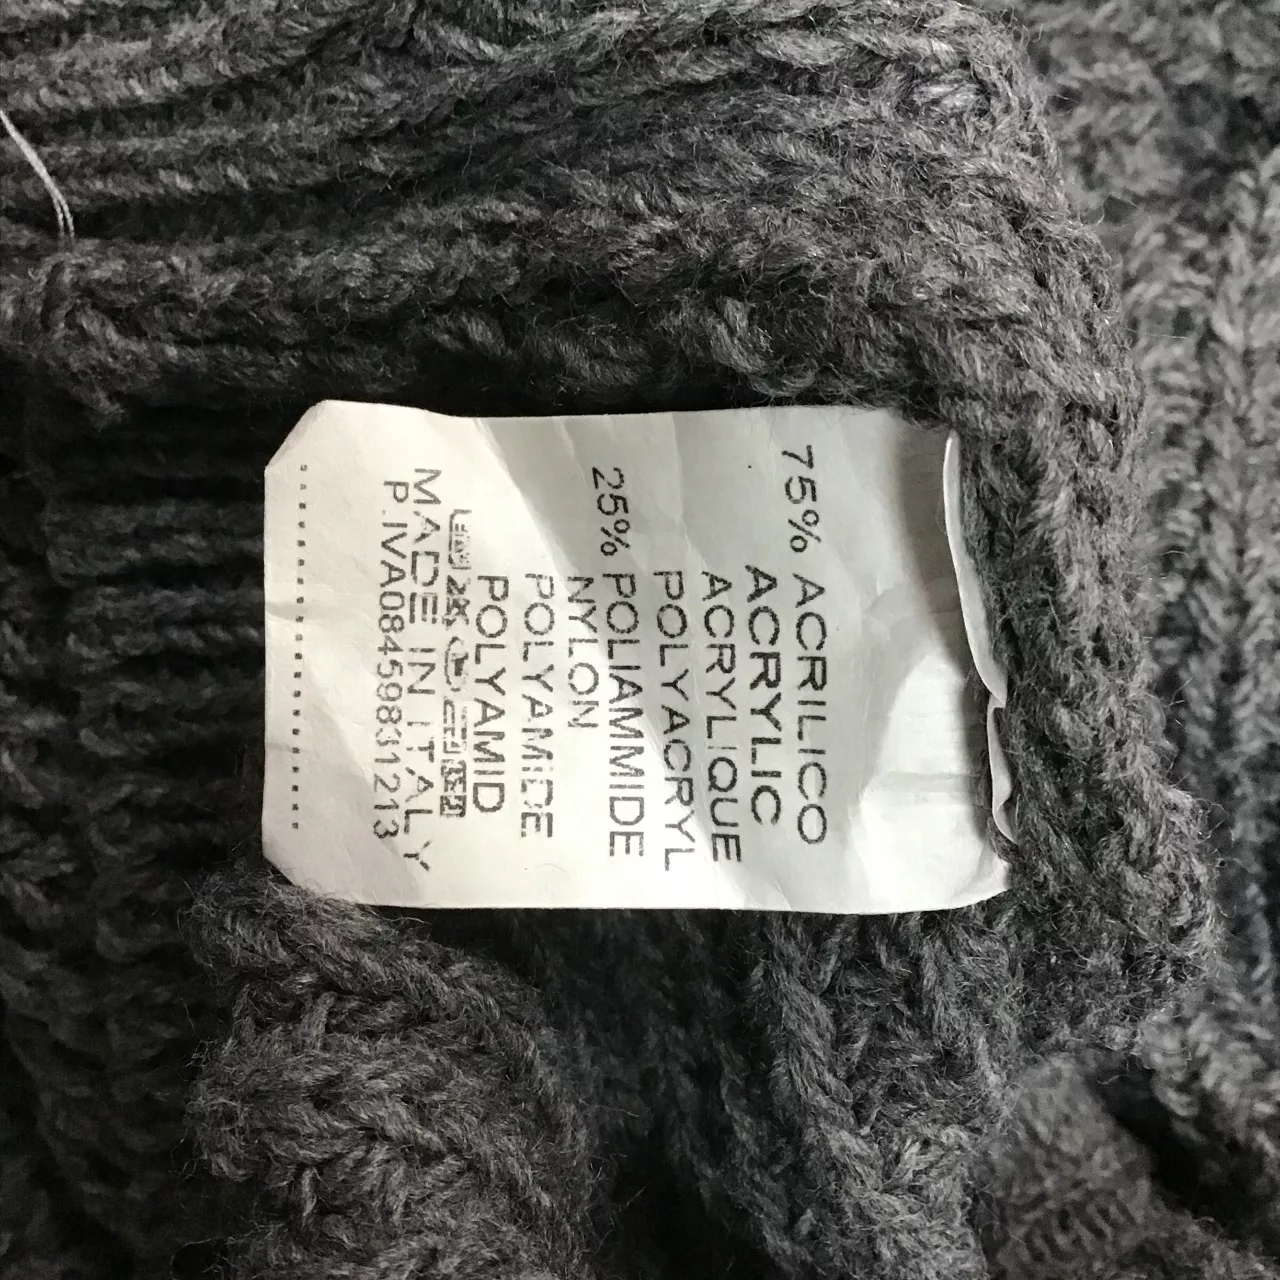 75% ACRILICO
ACRYLIC
ACRYLIQUE
POLYACRYL
25% POLIAMMIDE
NYLON
POLYAMIDE
POLYAMID
MADE IN ITALY
P.IVA08459831213